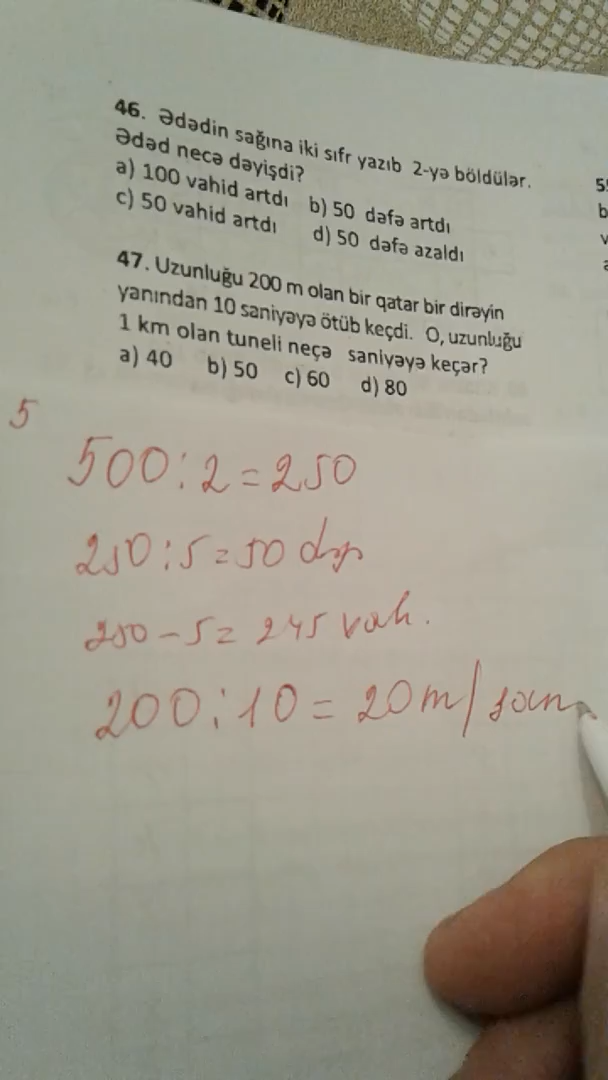 46. Ədədin sağına iki sıfr yazıb 2-yə böldülər.
Ədəd necə dəyişdi?
a) 100 vahid artdı b) 50 dəfə artdı
c) 50 vahid artdı d) 50 dəfə azaldı
47. Uzunluğu 200 m olan bir qatar bir dirəyin
yanından 10 saniyəyə ötüb keçdi. O, uzunluğu
1 km olan tuneli neçə saniyəyə keçər?
a) 40 b) 50 c) 60 d) 80
5
500:2=250
250:5=50 dəf
250-5=245 vah.
200:10=20m/san